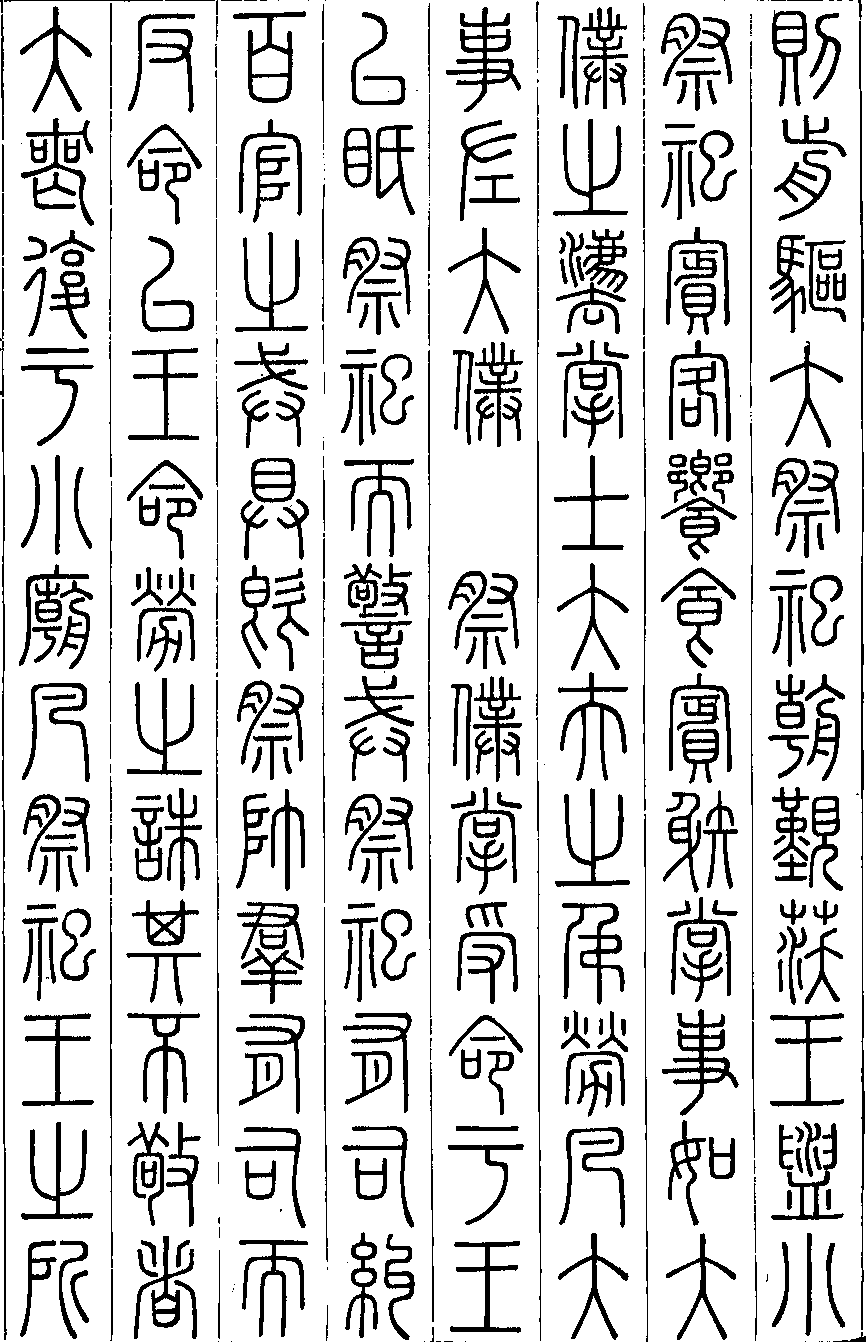 則前驅大祭祀朝覲沃王盥小
祭祀賓客饗食賓射掌事如大
僕之灋掌士大夫之弔勞凡大
事左大僕　祭僕掌受命于王
以眡祭祀而警戒祭祀有司糾
百官之戒具既祭帥羣有司而
反命以王命勞之誅其不敬者
大喪復于小廟凡祭祀王之所